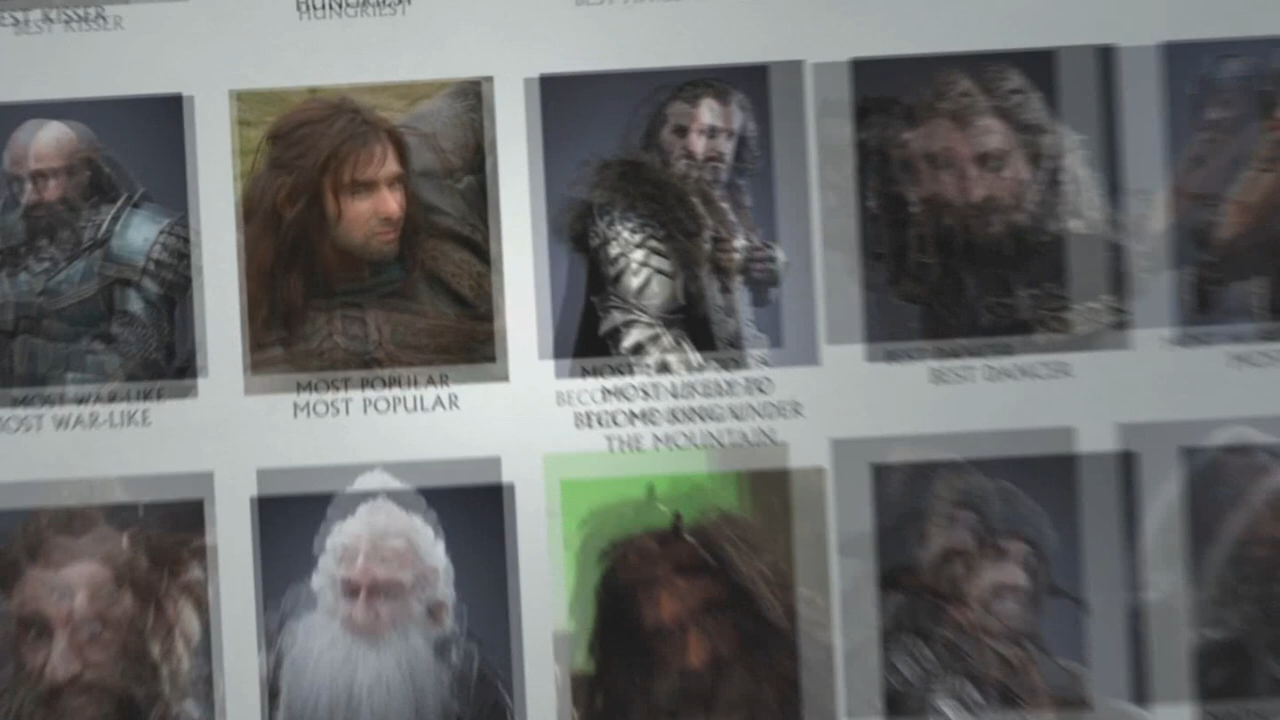 BEST KISSER
HUNGRIEST
MOST WAR-LIKE
MOST POPULAR
MOST LIKELY TO
BECOME KING UNDER
THE MOUNTAIN
BEST DANCER